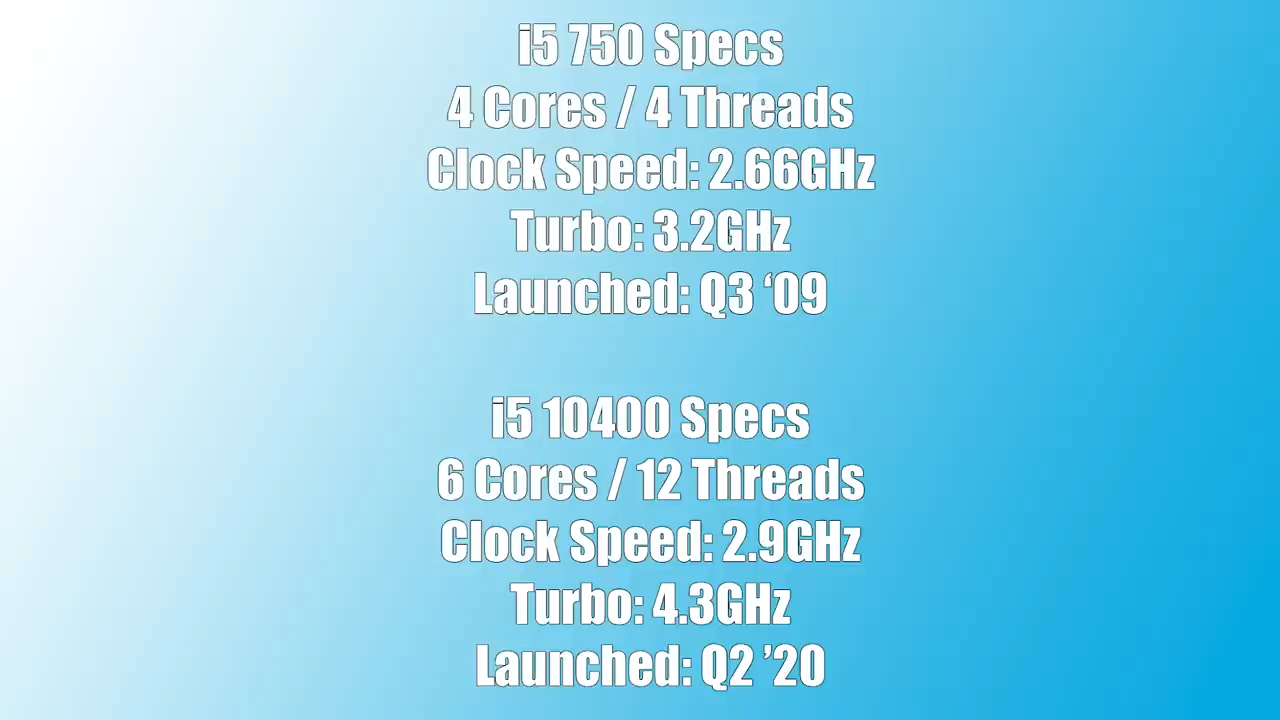 i5 750 Specs
4 Cores / 4 Threads
Clock Speed: 2.66GHz
Turbo: 3.2GHz
Launched: Q3 ‘09
i5 10400 Specs
6 Cores / 12 Threads
Clock Speed: 2.9GHz
Turbo: 4.3GHz
Launched: Q2 ’20